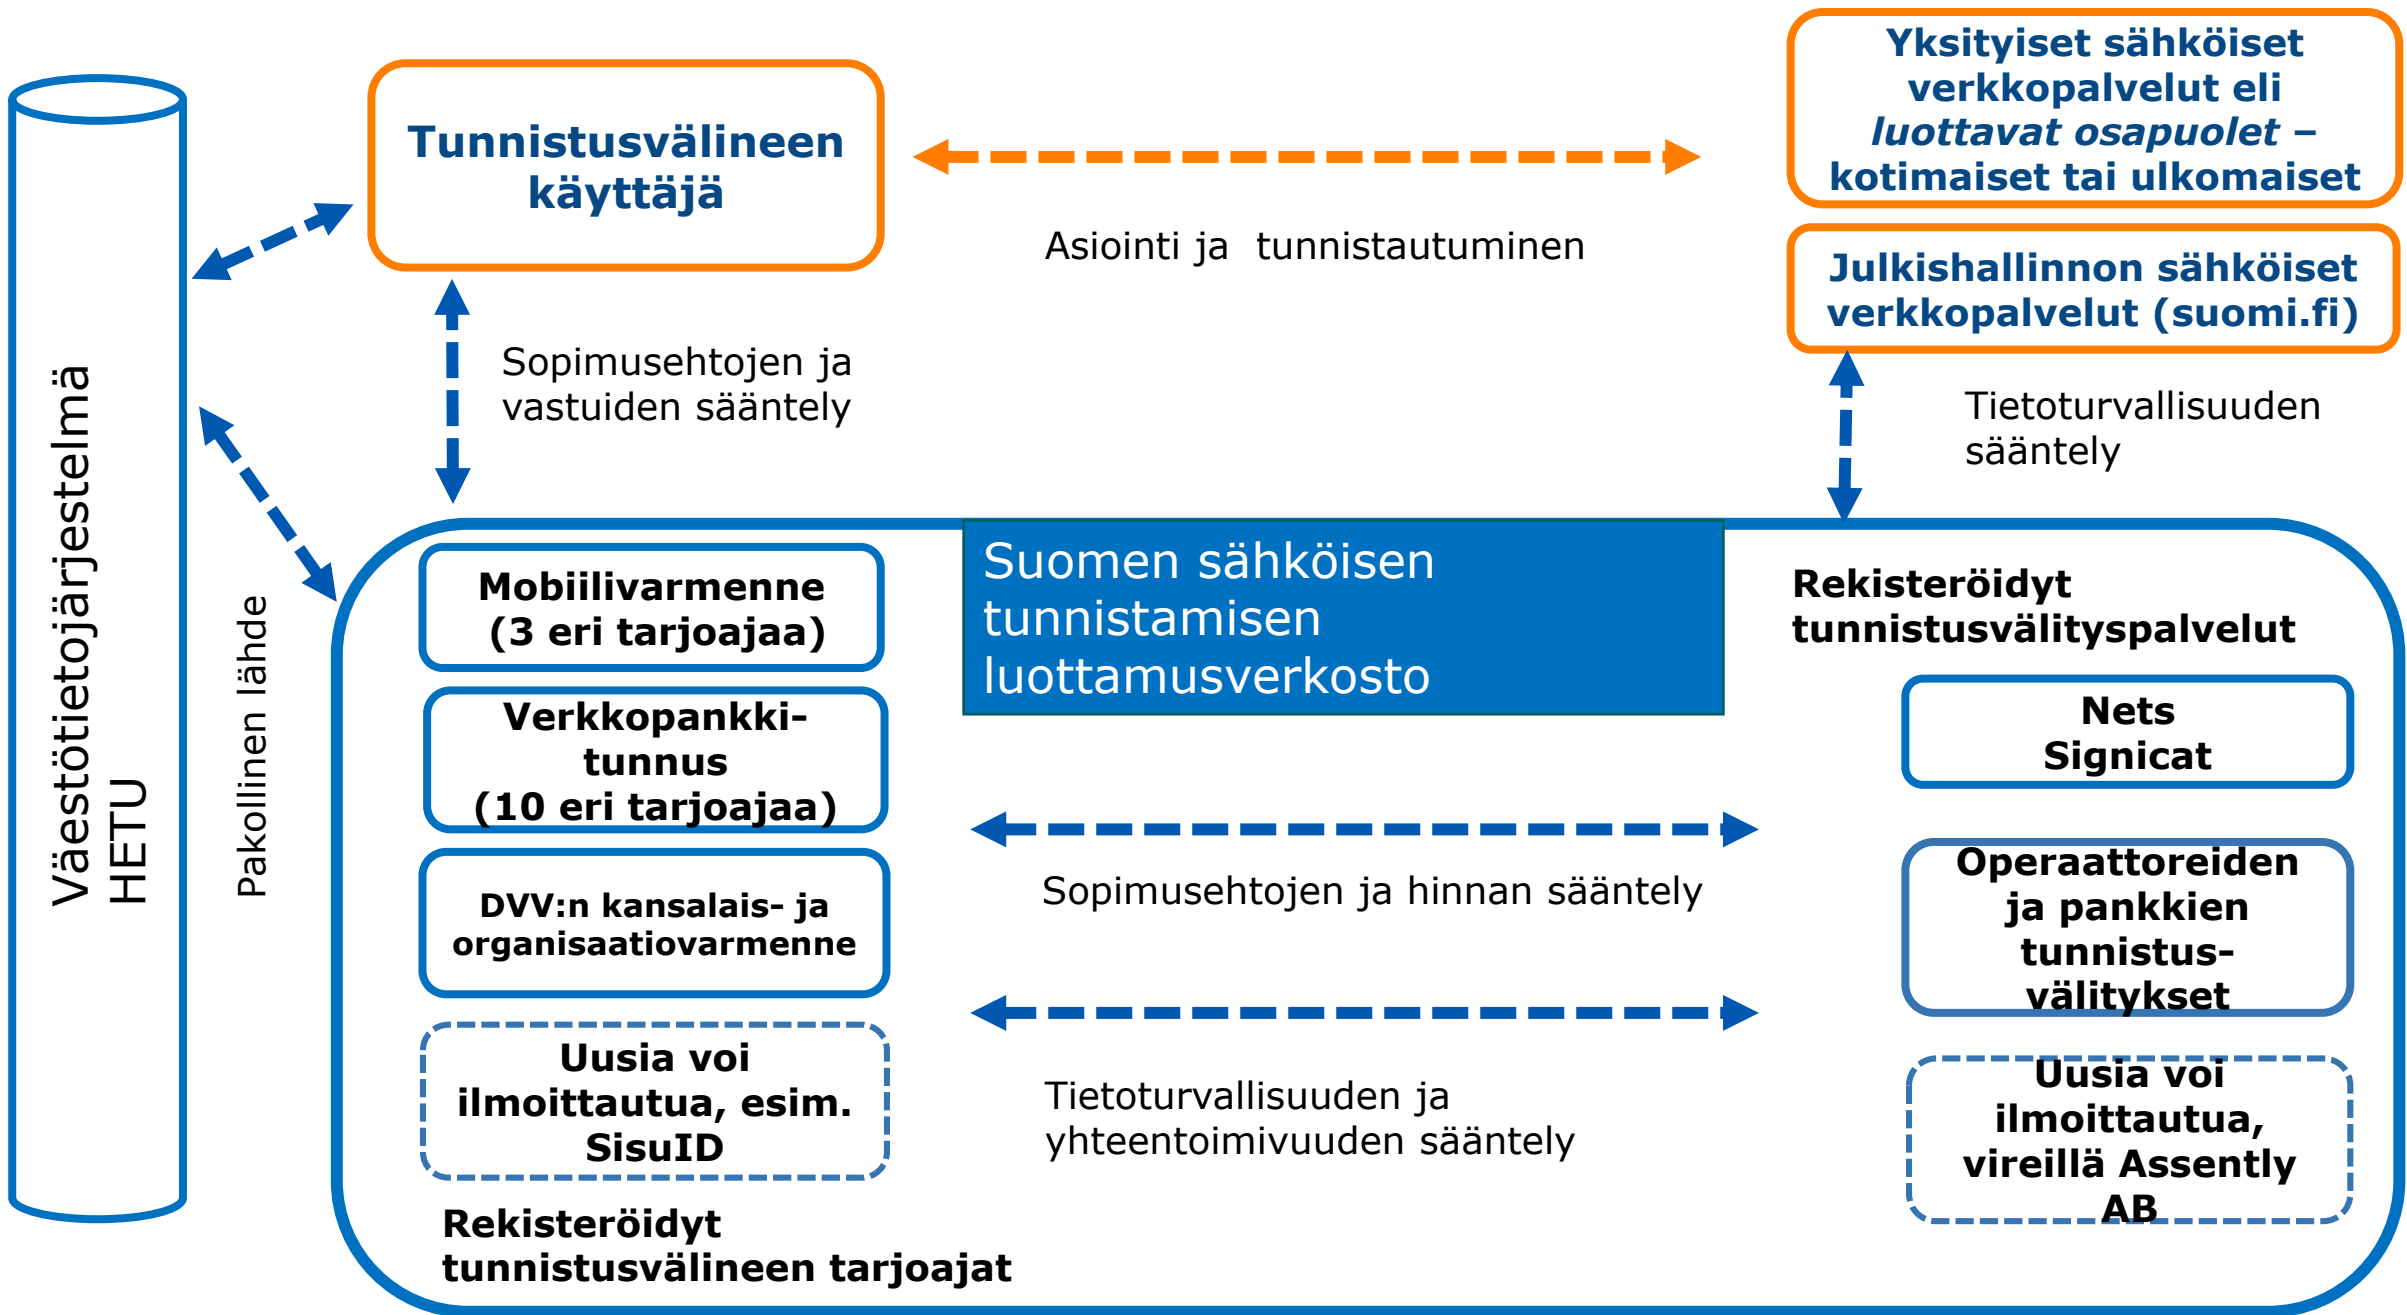 Väestötietojärjestelmä
HETU
Pakollinen lähde
Tunnistusvälineen
käyttäjä
Asiointi ja  tunnistautuminen
Yksityiset sähköiset
verkkopalvelut eli
luottavat osapuolet –
kotimaiset tai ulkomaiset
Julkishallinnon sähköiset
verkkopalvelut (suomi.fi)
Sopimusehtojen ja
vastuiden sääntely
Tietoturvallisuuden
sääntely
Suomen sähköisen
tunnistamisen
luottamusverkosto
Mobiilivarmenne
(3 eri tarjoajaa)
Verkkopankki-
tunnus
(10 eri tarjoajaa)
DVV:n kansalais- ja
organisaatiovarmenne
Uusia voi
ilmoittautua, esim.
SisuID
Rekisteröidyt
tunnistusvälineen tarjoajat
Sopimusehtojen ja hinnan sääntely
Tietoturvallisuuden ja
yhteentoimivuuden sääntely
Rekisteröidyt
tunnistusvälityspalvelut
Nets
Signicat
Operaattoreiden
ja pankkien
tunnistus-
välitykset
Uusia voi
ilmoittautua,
vireillä Assently
AB